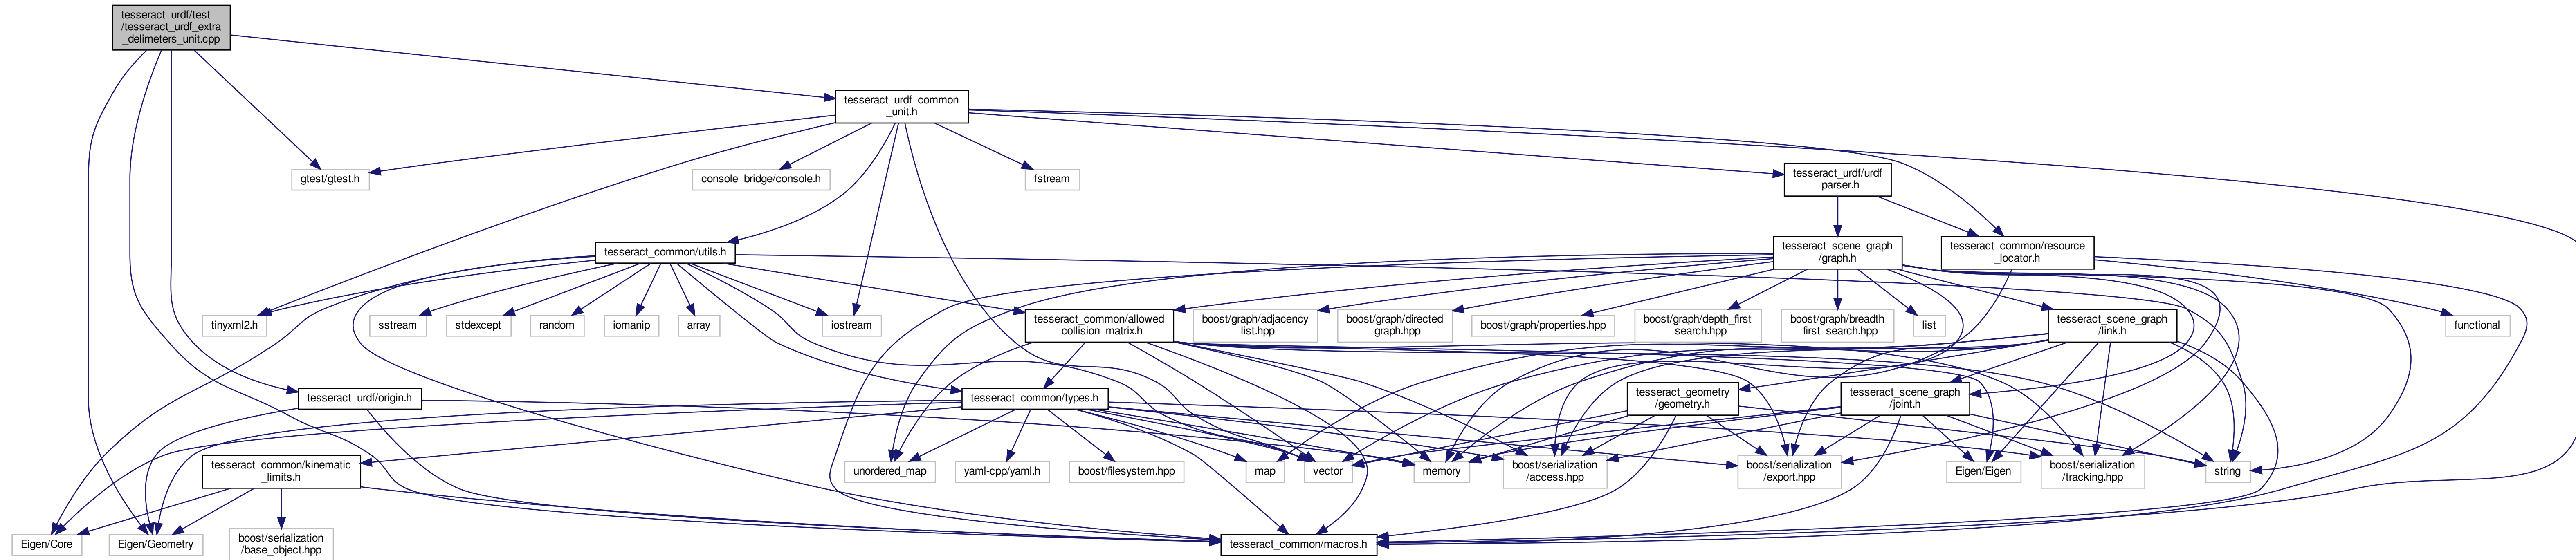 tesseract_urdf/test
/tesseract_urdf_extra
_delimeters_unit.cpp
tesseract_urdf_common
_unit.h
gtest/gtest.h
console_bridge/console.h
fstream
tesseract_urdf/urdf
_parser.h
tesseract_common/utils.h
tesseract_scene_graph
/graph.h
tesseract_common/resource
_locator.h
tinyxml2.h
sstream
stdexcept
random
iomanip
array
iostream
tesseract_common/allowed
_collision_matrix.h
boost/graph/adjacency
_list.hpp
boost/graph/directed
_graph.hpp
boost/graph/properties.hpp
boost/graph/depth_first
_search.hpp
boost/graph/breadth
_first_search.hpp
list
tesseract_scene_graph
/link.h
functional
tesseract_urdf/origin.h
tesseract_common/types.h
tesseract_geometry
/geometry.h
tesseract_scene_graph
/joint.h
tesseract_common/kinematic
_limits.h
unordered_map
yaml-cpp/yaml.h
boost/filesystem.hpp
map
vector
memory
boost/serialization
/access.hpp
boost/serialization
/export.hpp
Eigen/Eigen
boost/serialization
/tracking.hpp
string
Eigen/Core
Eigen/Geometry
boost/serialization
/base_object.hpp
tesseract_common/macros.h